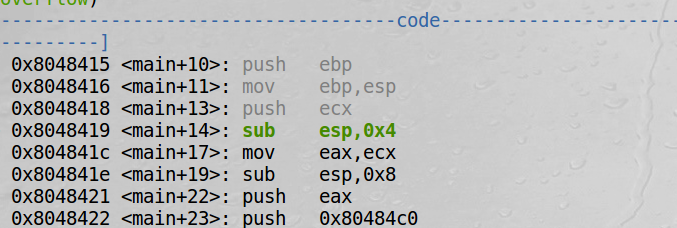 overflow)
-----------------------------------code---------------------
---------]
0x8048415 <main+10>: push   ebp
0x8048416 <main+11>: mov    ebp,esp
0x8048418 <main+13>: push   ecx
0x8048419 <main+14>: sub    esp,0x4
0x804841c <main+17>: mov    eax,ecx
0x804841e <main+19>: sub    esp,0x8
0x8048421 <main+22>: push   eax
0x8048422 <main+23>: push   0x80484c0